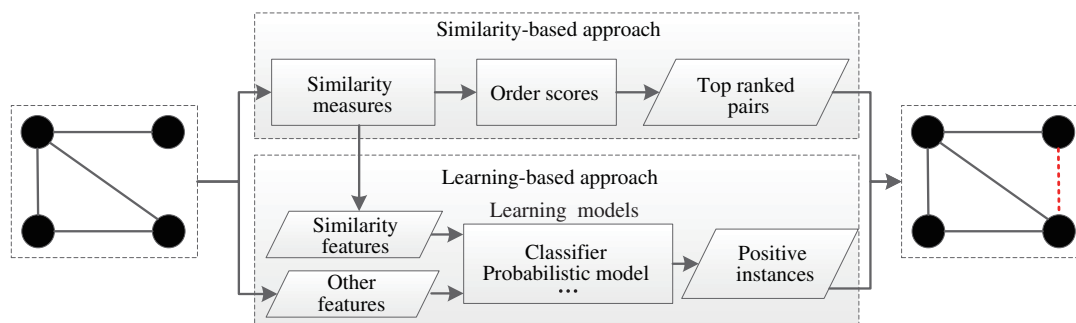 Similarity-based approach
Similarity
measures
Order scores
Top ranked
pairs
Learning-based approach
Learning models
Similarity
features
Other
features
Classifier
Probabilistic model
...
Positive
instances